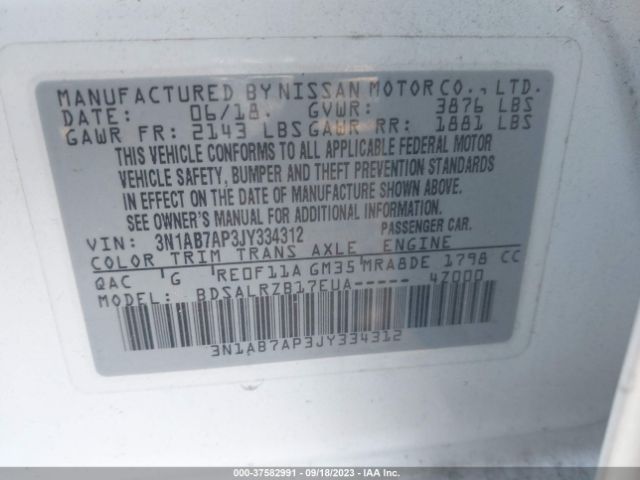 MANUFACTURED BY NISSAN MOTOR CO., LTD.
DATE: 06/18. GVWR: 3876 LBS
GAWR FR: 2143 LBS GAWR RR: 1881 LBS
THIS VEHICLE CONFORMS TO ALL APPLICABLE FEDERAL MOTOR
VEHICLE SAFETY, BUMPER AND THEFT PREVENTION STANDARDS
IN EFFECT ON THE DATE OF MANUFACTURE SHOWN ABOVE.
SEE OWNER'S MANUAL FOR ADDITIONAL INFORMATION.
VIN: 3N1AB7AP3JY334312 PASSENGER CAR.
COLOR TRIM TRANS AXLE ENGINE
QAC G RE0F11A GM35 MRA8DE 1798 CC
MODEL: BDSALRZB17EUA----- 4Z000
3N1AB7AP3JY334312
000-37582991 - 09/18/2023 - IAAI.com